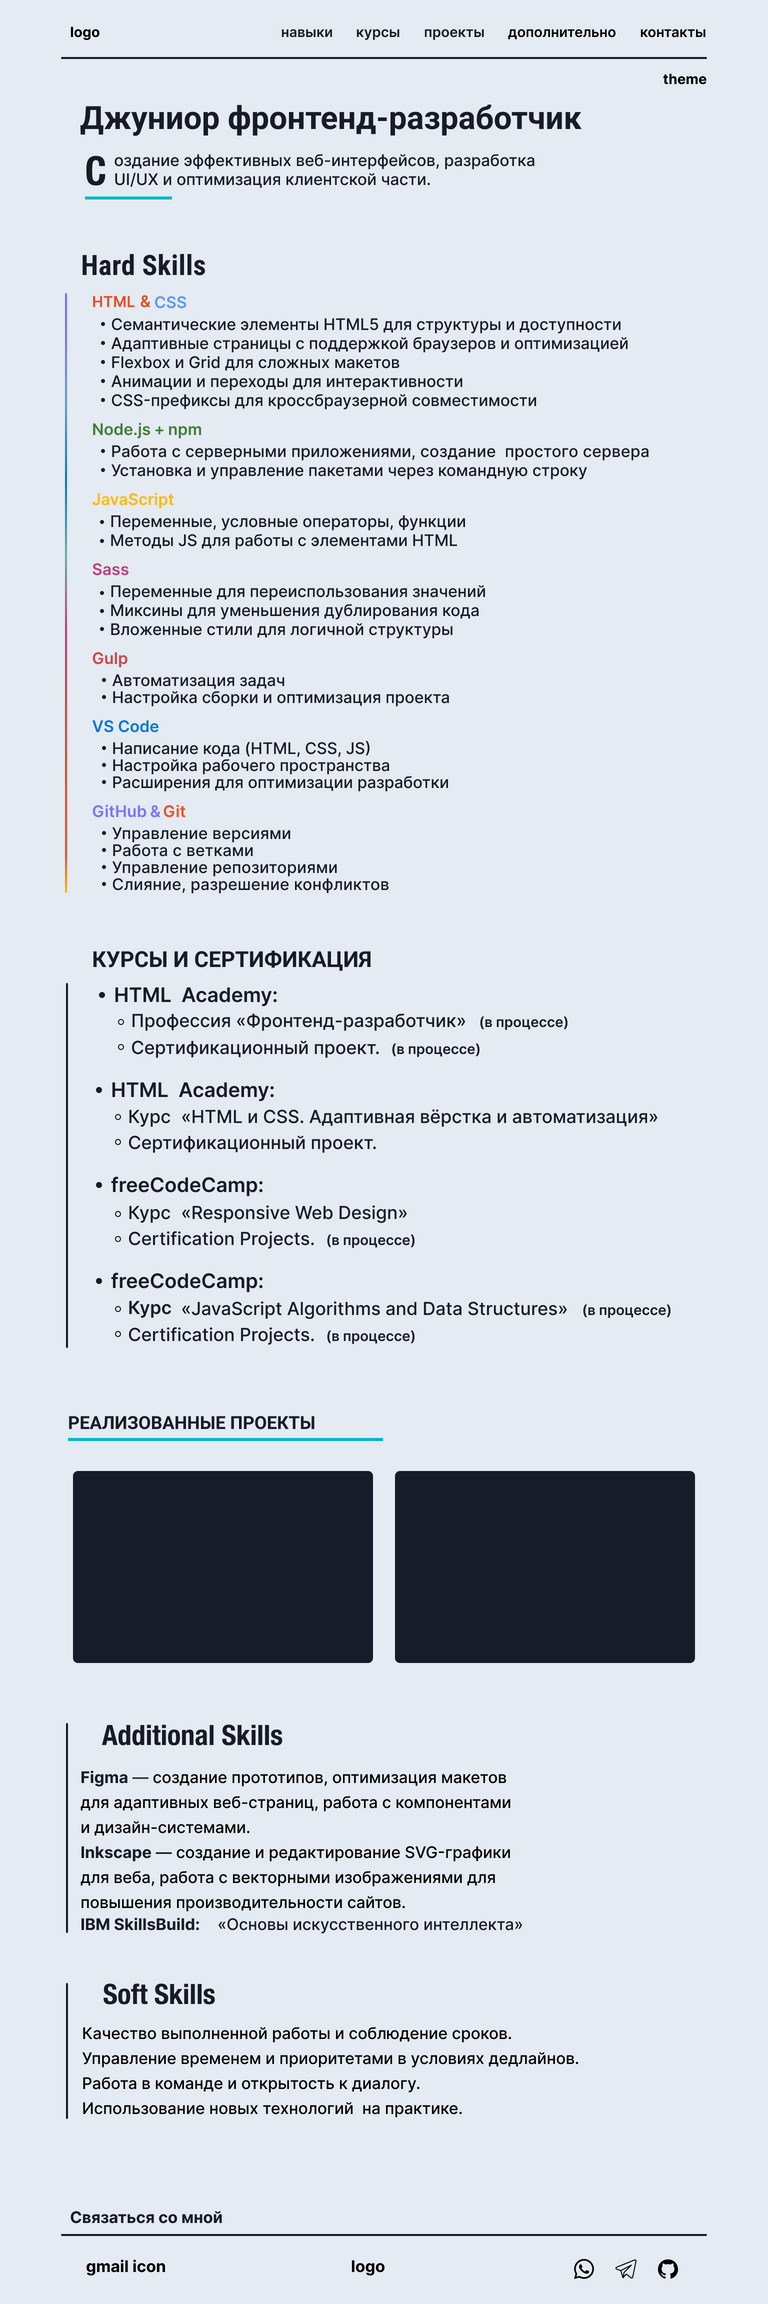 logo навыки курсы проекты дополнительно контакты
theme
Джуниор фронтенд-разработчик
Создание эффективных веб-интерфейсов, разработка
UI/UX и оптимизация клиентской части.
Hard Skills
HTML & CSS
• Семантические элементы HTML5 для структуры и доступности
• Адаптивные страницы с поддержкой браузеров и оптимизацией
• Flexbox и Grid для сложных макетов
• Анимации и переходы для интерактивности
• CSS-префиксы для кроссбраузерной совместимости
Node.js + npm
• Работа с серверными приложениями, создание простого сервера
• Установка и управление пакетами через командную строку
JavaScript
• Переменные, условные операторы, функции
• Методы JS для работы с элементами HTML
Sass
• Переменные для переиспользования значений
• Миксины для уменьшения дублирования кода
• Вложенные стили для логичной структуры
Gulp
• Автоматизация задач
• Настройка сборки и оптимизация проекта
VS Code
• Написание кода (HTML, CSS, JS)
• Настройка рабочего пространства
• Расширения для оптимизации разработки
GitHub & Git
• Управление версиями
• Работа с ветками
• Управление репозиториями
• Слияние, разрешение конфликтов
КУРСЫ И СЕРТИФИКАЦИЯ
• HTML Academy:
◦ Профессия «Фронтенд-разработчик» (в процессе)
◦ Сертификационный проект. (в процессе)
• HTML Academy:
◦ Курс «HTML и CSS. Адаптивная вёрстка и автоматизация»
◦ Сертификационный проект.
• freeCodeCamp:
◦ Курс «Responsive Web Design»
◦ Certification Projects. (в процессе)
• freeCodeCamp:
◦ Курс «JavaScript Algorithms and Data Structures» (в процессе)
◦ Certification Projects. (в процессе)
РЕАЛИЗОВАННЫЕ ПРОЕКТЫ
Additional Skills
Figma — создание прототипов, оптимизация макетов
для адаптивных веб-страниц, работа с компонентами
и дизайн-системами.
Inkscape — создание и редактирование SVG-графики
для веба, работа с векторными изображениями для
повышения производительности сайтов.
IBM SkillsBuild: «Основы искусственного интеллекта»
Soft Skills
Качество выполненной работы и соблюдение сроков.
Управление временем и приоритетами в условиях дедлайнов.
Работа в команде и открытость к диалогу.
Использование новых технологий на практике.
Связаться со мной
gmail icon logo